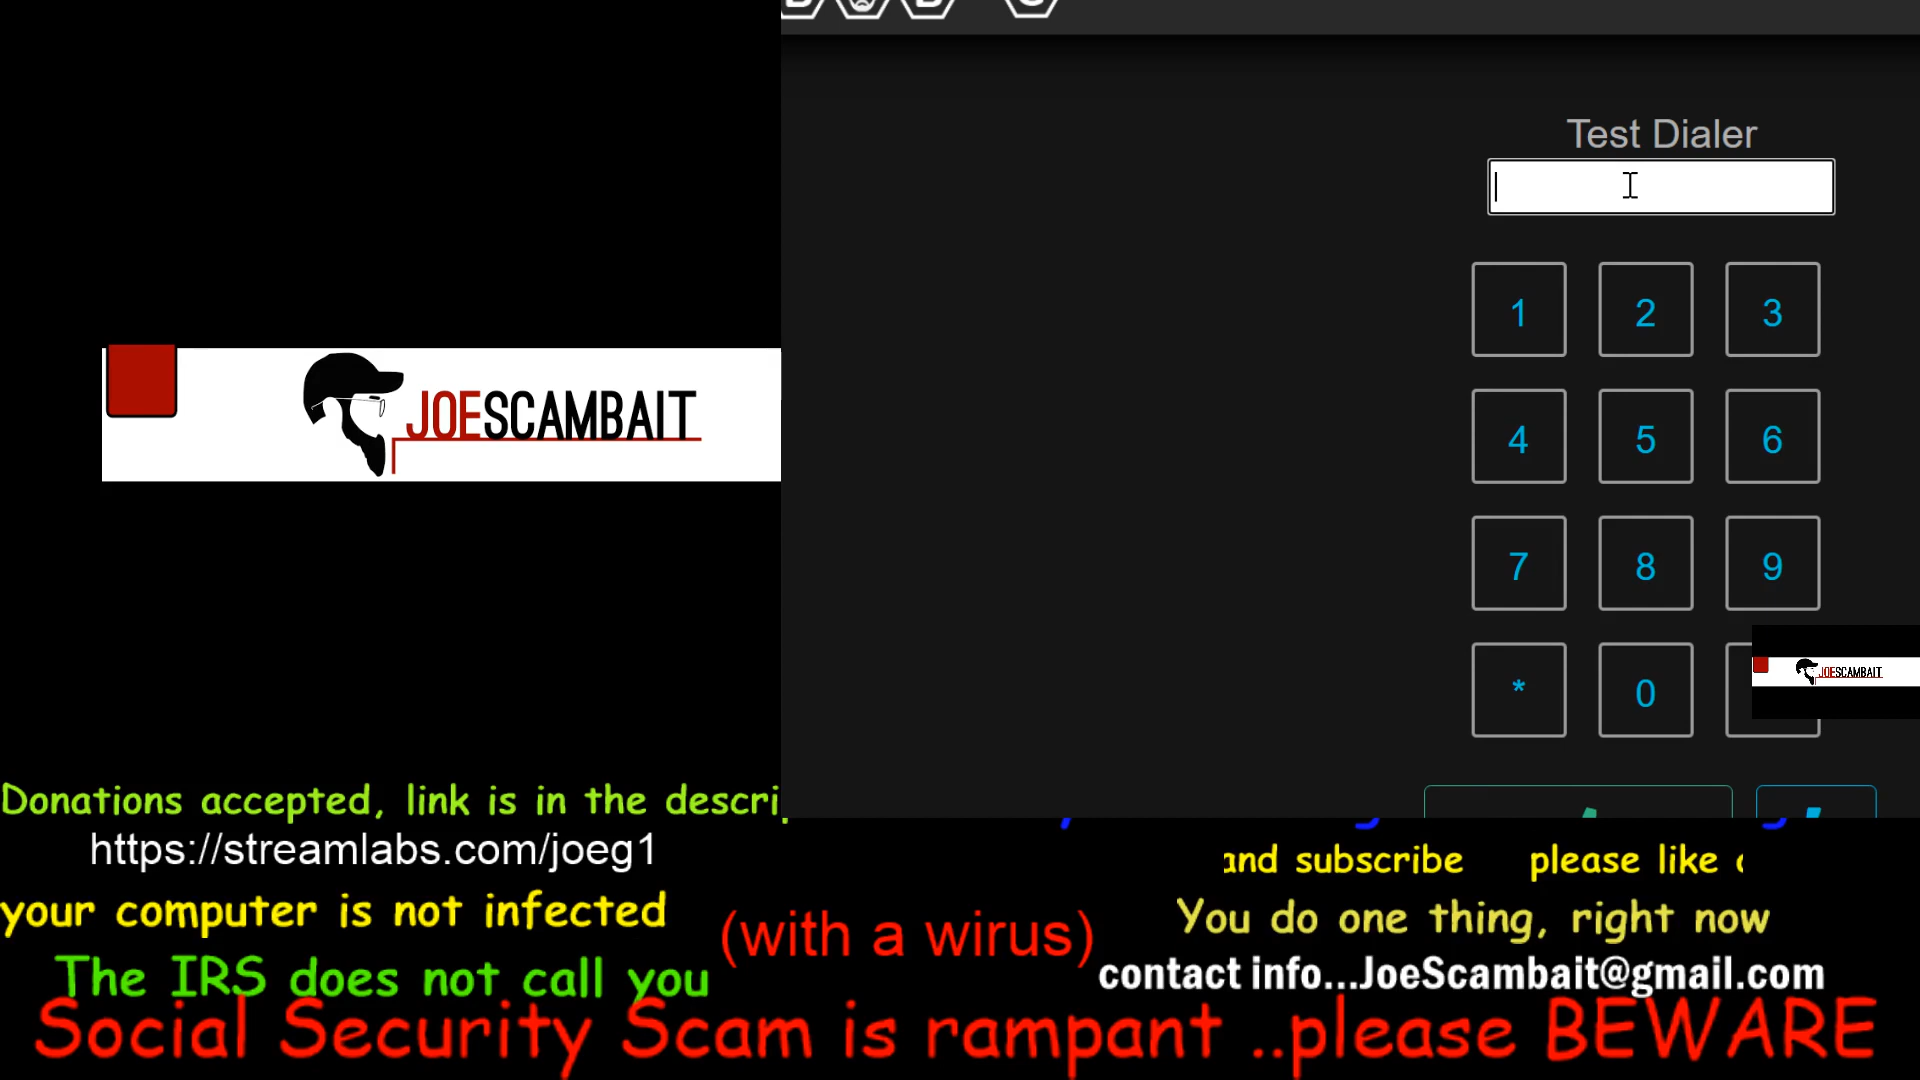 Test Dialer
1 2 3
4 5 6
7 8 9
* 0
JOESCAMBAIT
JOESCAMBAIT
Donations accepted, link is in the descri
https://streamlabs.com/joeg1
and subscribe please like
your computer is not infected
(with a wirus)
You do one thing, right now
The IRS does not call you
contact info...JoeScambait@gmail.com
Social Security Scam is rampant ..please BEWARE